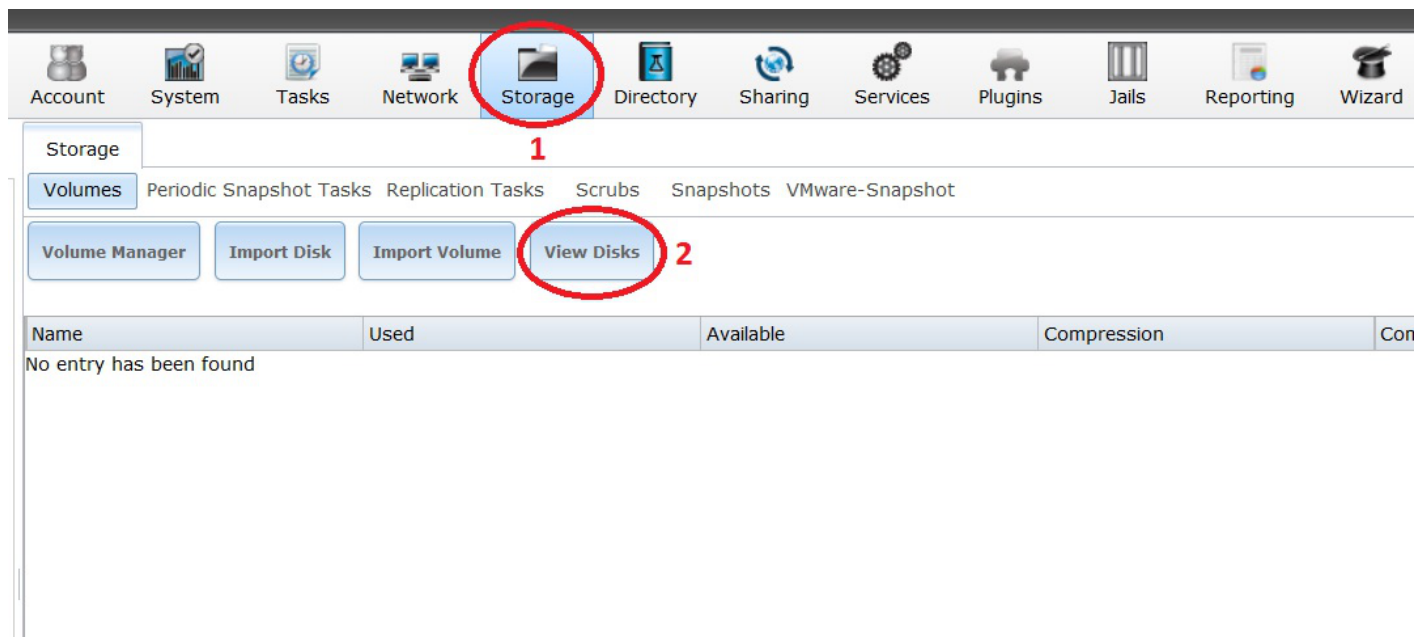 Account System Tasks Network Storage Directory Sharing Services Plugins Jails Reporting Wizard
Storage 1
Volumes Periodic Snapshot Tasks Replication Tasks Scrubs Snapshots VMware-Snapshot
Volume Manager Import Disk Import Volume View Disks 2
Name Used Available Compression Com
No entry has been found